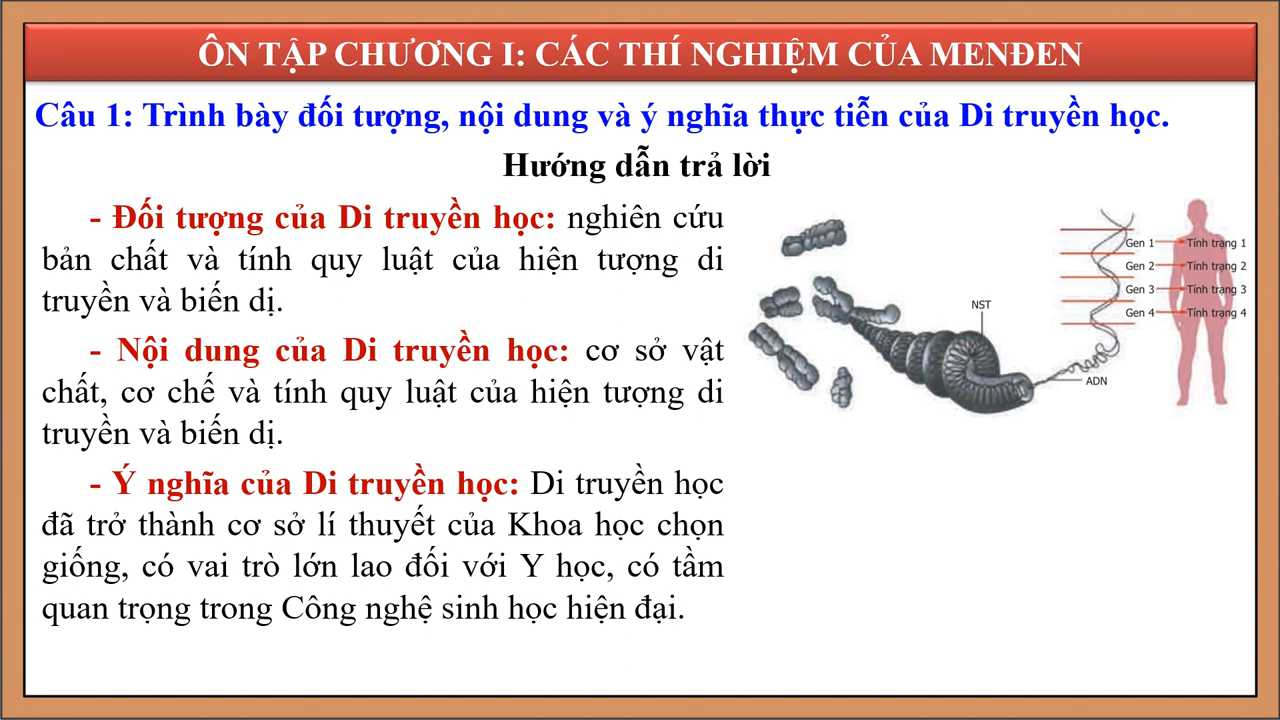 ÔN TẬP CHƯƠNG I: CÁC THÍ NGHIỆM CỦA MENĐEN
Câu 1: Trình bày đối tượng, nội dung và ý nghĩa thực tiễn của Di truyền học.
Hướng dẫn trả lời
- Đối tượng của Di truyền học: nghiên cứu
bản chất và tính quy luật của hiện tượng di
truyền và biến dị.
- Nội dung của Di truyền học: cơ sở vật
chất, cơ chế và tính quy luật của hiện tượng di
truyền và biến dị.
- Ý nghĩa của Di truyền học: Di truyền học
đã trở thành cơ sở lí thuyết của Khoa học chọn
giống, có vai trò lớn lao đối với Y học, có tầm
quan trọng trong Công nghệ sinh học hiện đại.
Gen 1 Tính trạng 1
Gen 2 Tính trạng 2
Gen 3 Tính trạng 3
Gen 4 Tính trạng 4
NST
ADN